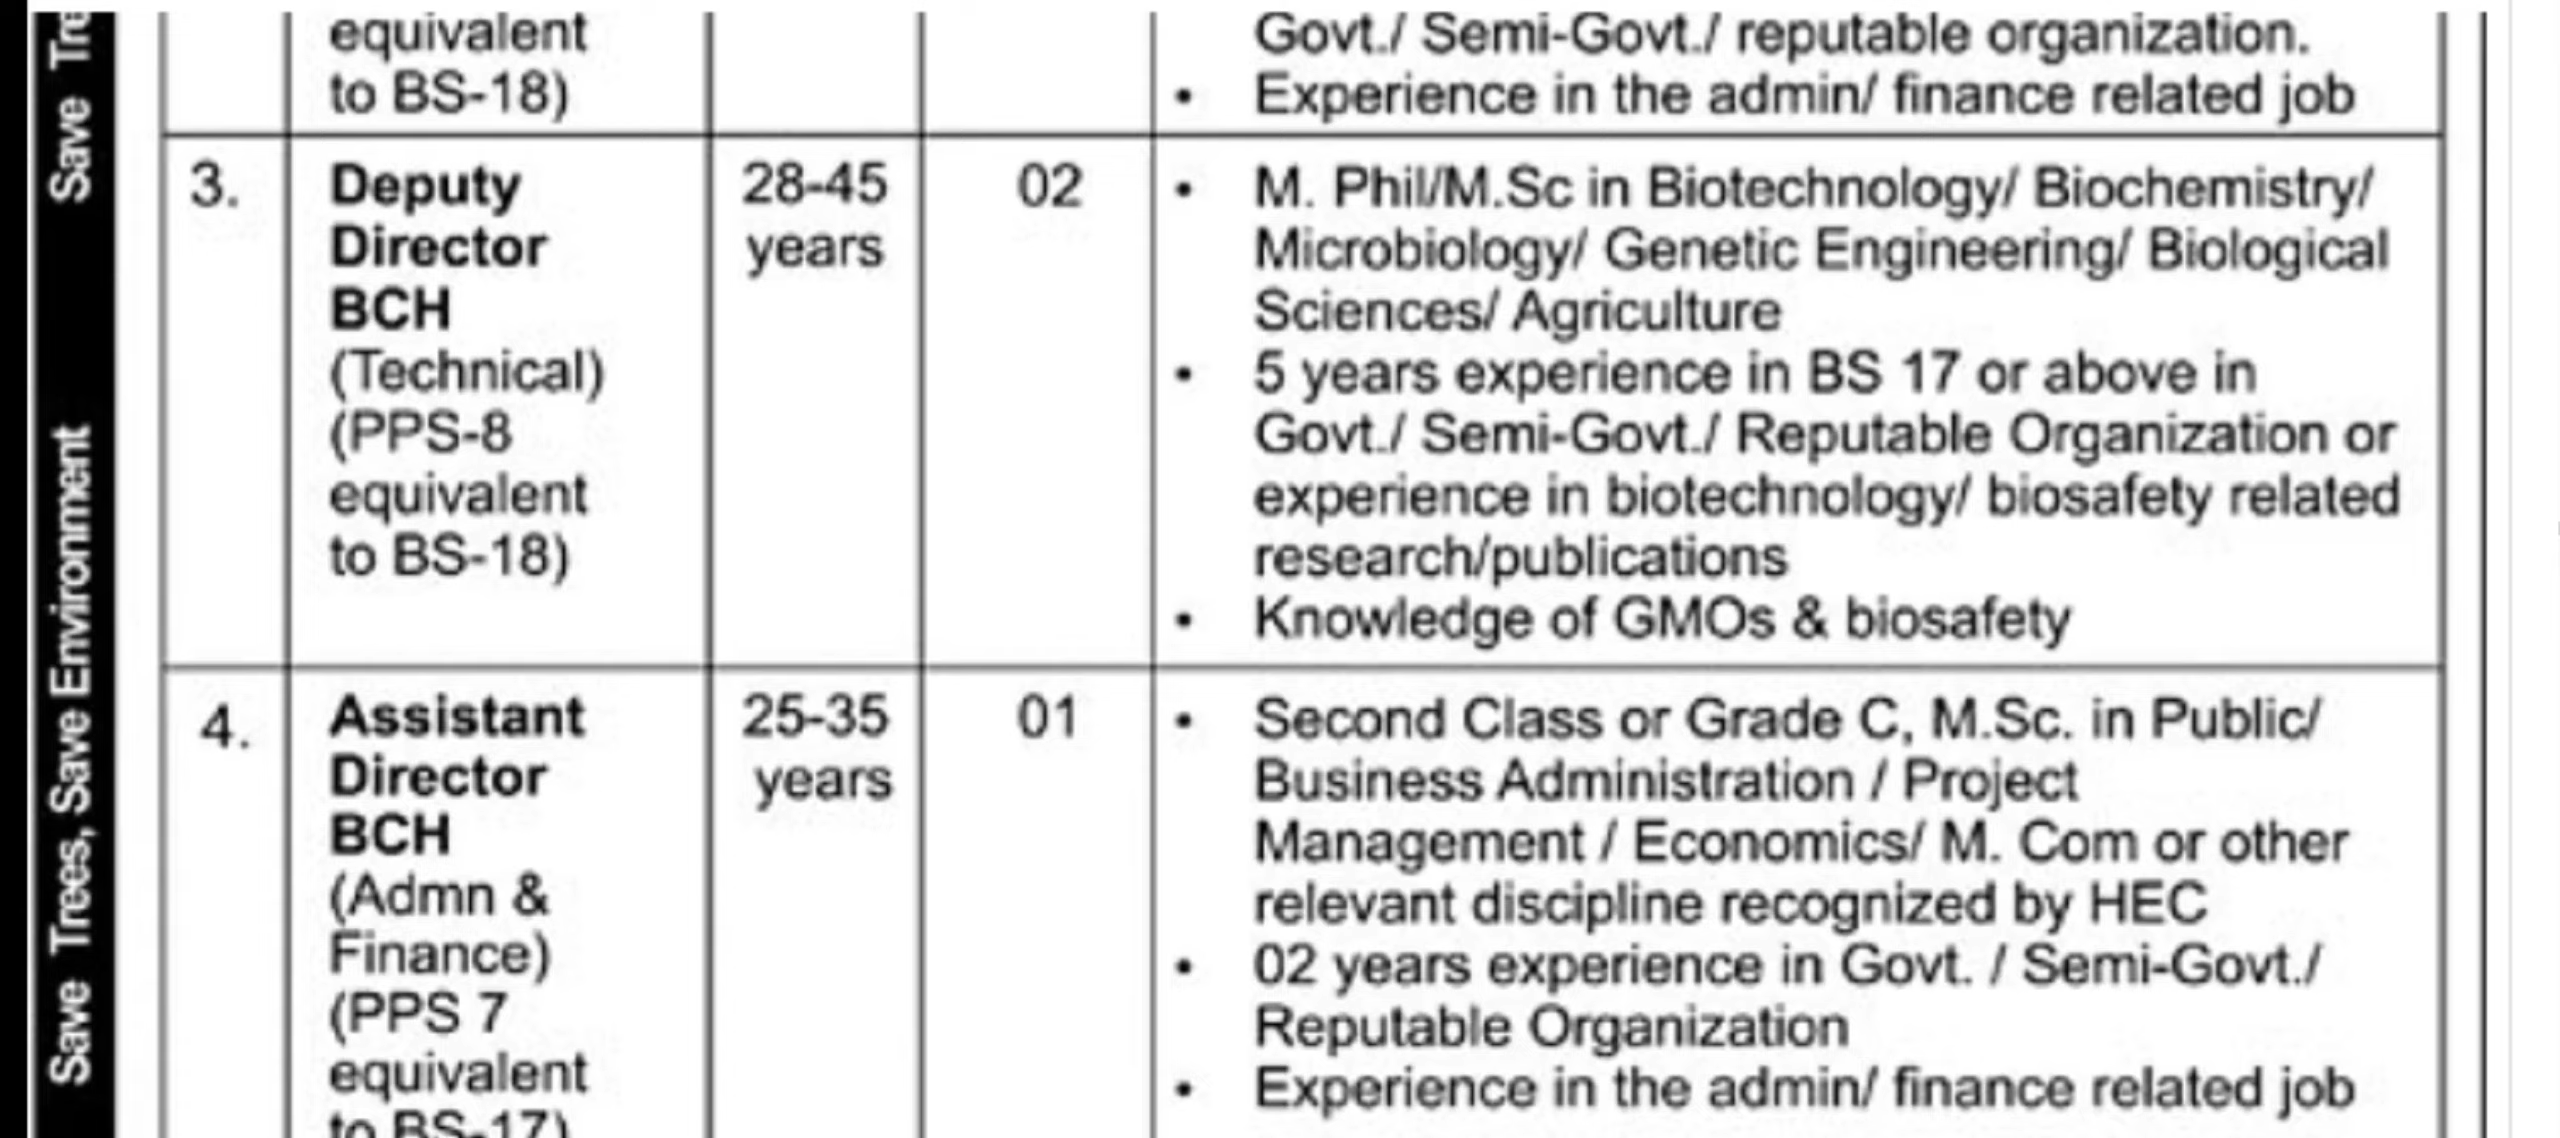 Save Tre
Save Trees, Save Environment
equivalent
to BS-18)
Govt./ Semi-Govt./ reputable organization.
• Experience in the admin/ finance related job
3.
Deputy
Director
BCH
(Technical)
(PPS-8
equivalent
to BS-18)
28-45
years
02
• M. Phil/M.Sc in Biotechnology/ Biochemistry/
Microbiology/ Genetic Engineering/ Biological
Sciences/ Agriculture
• 5 years experience in BS 17 or above in
Govt./ Semi-Govt./ Reputable Organization or
experience in biotechnology/ biosafety related
research/publications
• Knowledge of GMOs & biosafety
4.
Assistant
Director
BCH
(Admn &
Finance)
(PPS 7
equivalent
to BS-17)
25-35
years
01
• Second Class or Grade C, M.Sc. in Public/
Business Administration / Project
Management / Economics/ M. Com or other
relevant discipline recognized by HEC
• 02 years experience in Govt. / Semi-Govt./
Reputable Organization
• Experience in the admin/ finance related job